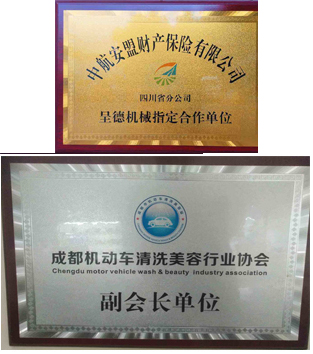 中航安盟财产保险有限公司
四川省分公司
呈德机械指定合作单位
成都机动车清洗美容行业协会
Chengdu motor vehicle wash & beauty industry association
副会长单位